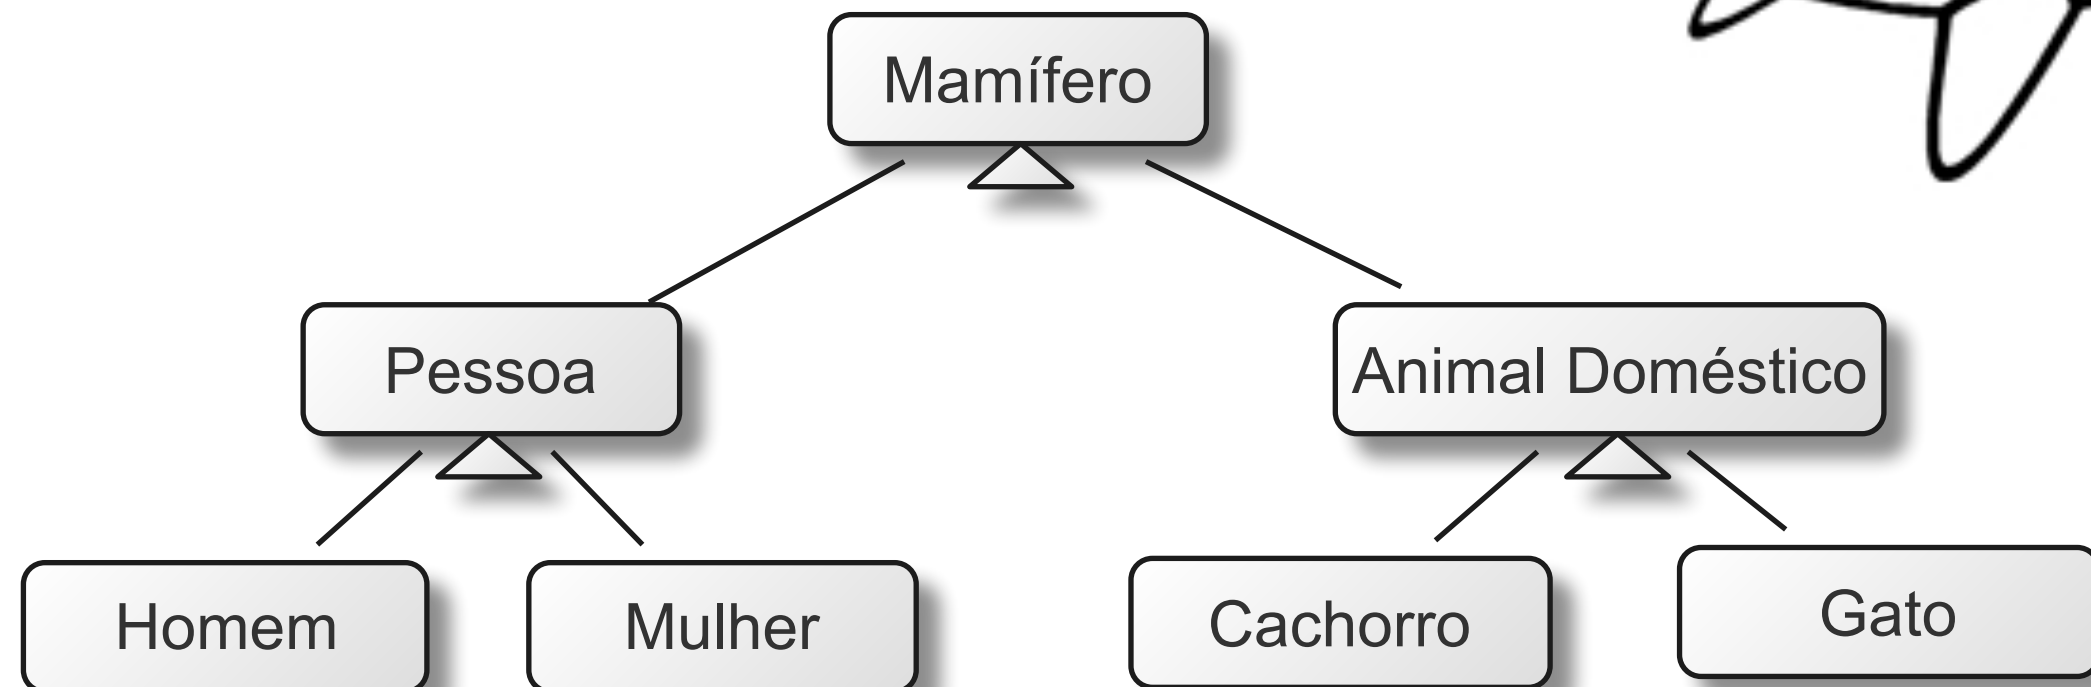 Mamífero
Pessoa
Animal Doméstico
Homem
Mulher
Cachorro
Gato